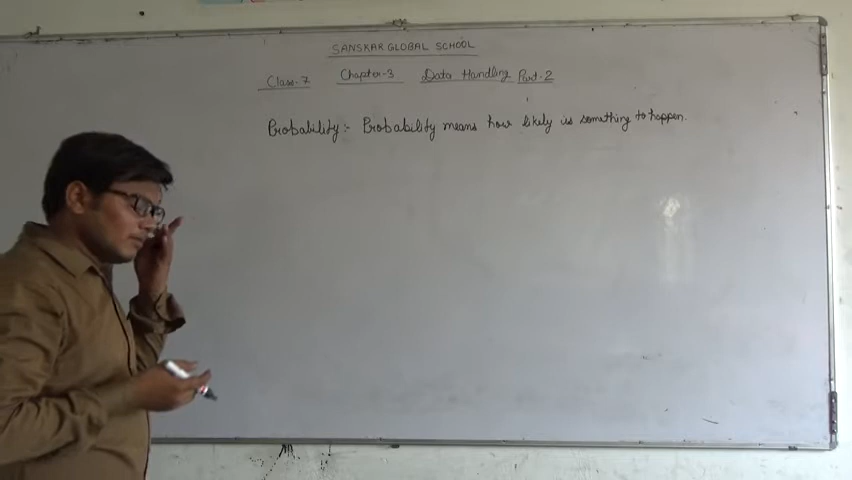 SANSKAR GLOBAL SCHOOL
Class-7 Chapter-3 Data Handling Part-2
Probability:- Probability means how likely is something to happen.